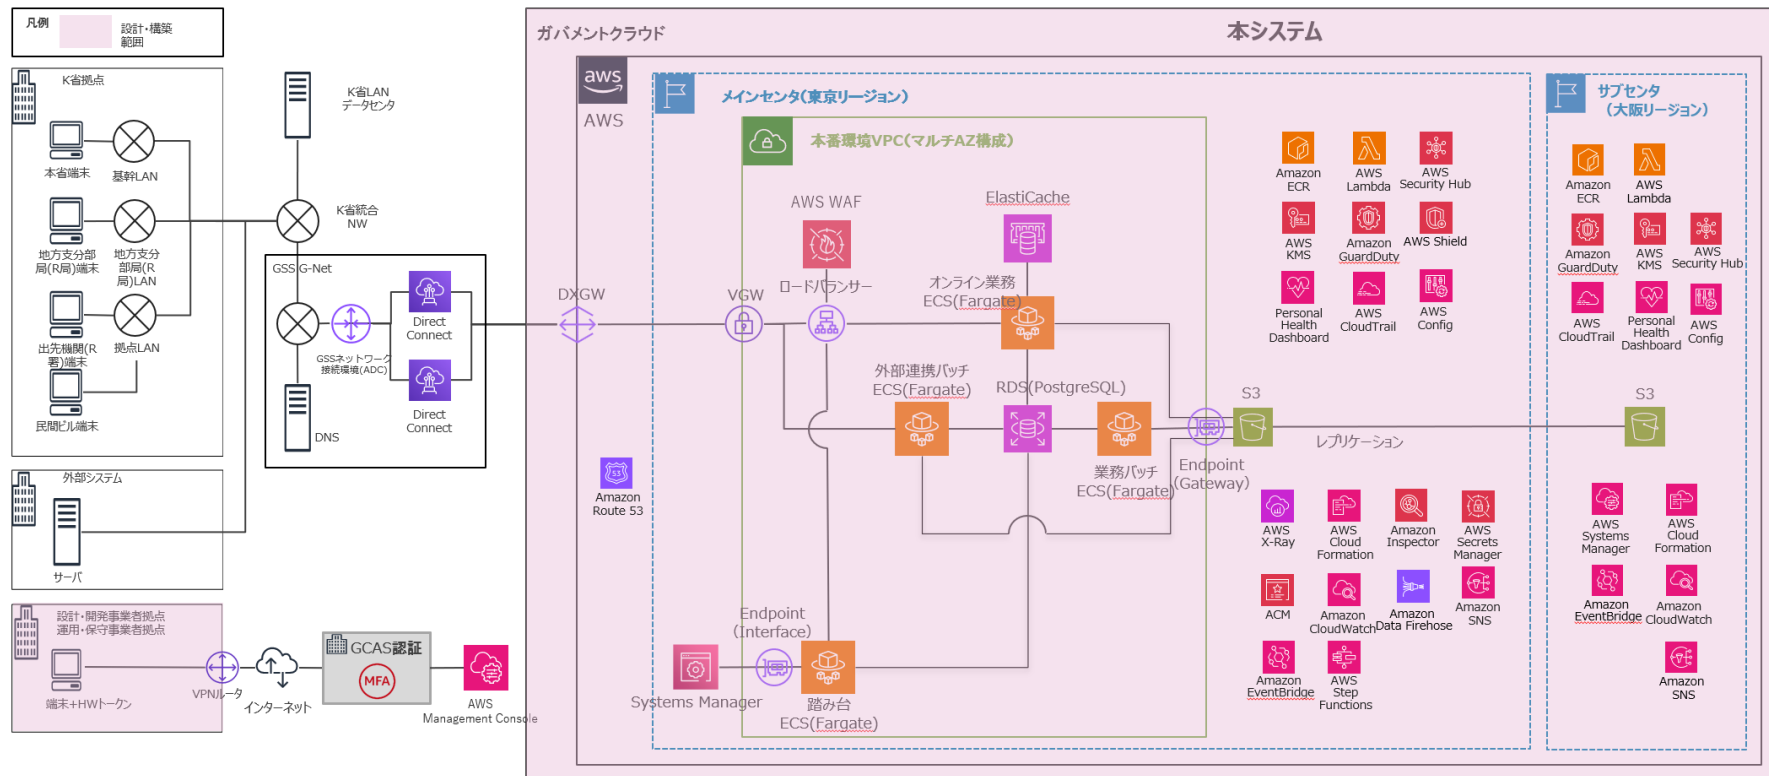 凡例
設計・構築
範囲
K省拠点
本省端末
基幹LAN
地方支分部
局(R局)端末
地方支分
部局(R
局)LAN
出先機関(R
署)端末
拠点LAN
民間ビル端末
K省LAN
データセンタ
K省統合
NW
GSS G-Net
GSSネットワーク
接続環境(ADC)
Direct
Connect
Direct
Connect
DNS
外部システム
サーバ
設計・開発事業者拠点
運用・保守事業者拠点
端末+HWトークン
VPNルータ
インターネット
GCAS認証
MFA
AWS
Management Console
ガバメントクラウド
本システム
aws
AWS
DXGW
Amazon
Route 53
メインセンタ(東京リージョン)
本番環境VPC(マルチAZ構成)
VGW
AWS WAF
ロードバランサー
ElastiCache
オンライン業務
ECS(Fargate)
外部連携バッチ
ECS(Fargate)
RDS(PostgreSQL)
業務バッチ
ECS(Fargate)
Endpoint
(Gateway)
S3
レプリケーション
Endpoint
(Interface)
Systems Manager
踏み台
ECS(Fargate)
Amazon
ECR
AWS
Lambda
AWS
Security Hub
AWS
KMS
Amazon
GuardDuty
AWS Shield
Personal
Health
Dashboard
AWS
CloudTrail
AWS
Config
AWS
X-Ray
AWS
Cloud
Formation
Amazon
Inspector
AWS
Secrets
Manager
ACM
Amazon
CloudWatch
Amazon
Data Firehose
Amazon
SNS
Amazon
EventBridge
AWS
Step
Functions
サブセンタ
(大阪リージョン)
Amazon
ECR
AWS
Lambda
Amazon
GuardDuty
AWS
KMS
AWS
Security Hub
AWS
CloudTrail
Personal
Health
Dashboard
AWS
Config
S3
AWS
Systems
Manager
AWS
Cloud
Formation
Amazon
EventBridge
Amazon
CloudWatch
Amazon
SNS
53